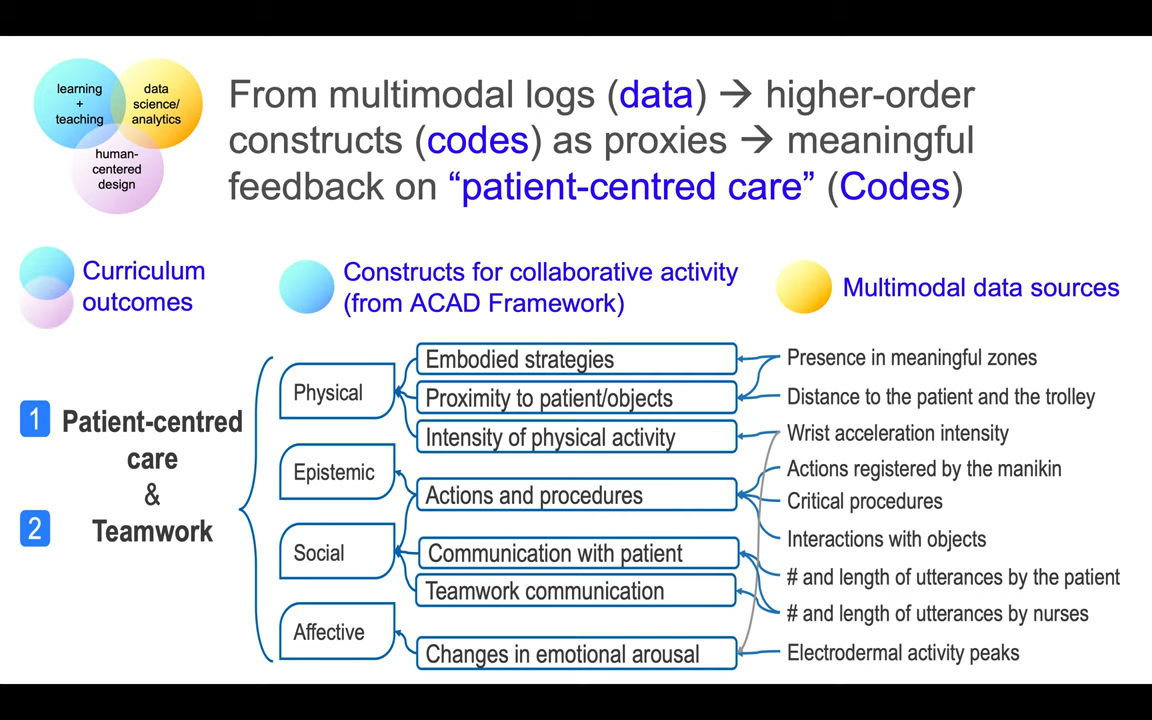 learning
+
teaching
data
science/
analytics
human-
centered
design
From multimodal logs (data) → higher-order
constructs (codes) as proxies → meaningful
feedback on “patient-centred care” (Codes)
Curriculum
outcomes
Constructs for collaborative activity
(from ACAD Framework)
Multimodal data sources
1 Patient-centred
care
&
2 Teamwork
Physical
Epistemic
Social
Affective
Embodied strategies
Proximity to patient/objects
Intensity of physical activity
Actions and procedures
Communication with patient
Teamwork communication
Changes in emotional arousal
Presence in meaningful zones
Distance to the patient and the trolley
Wrist acceleration intensity
Actions registered by the manikin
Critical procedures
Interactions with objects
# and length of utterances by the patient
# and length of utterances by nurses
Electrodermal activity peaks